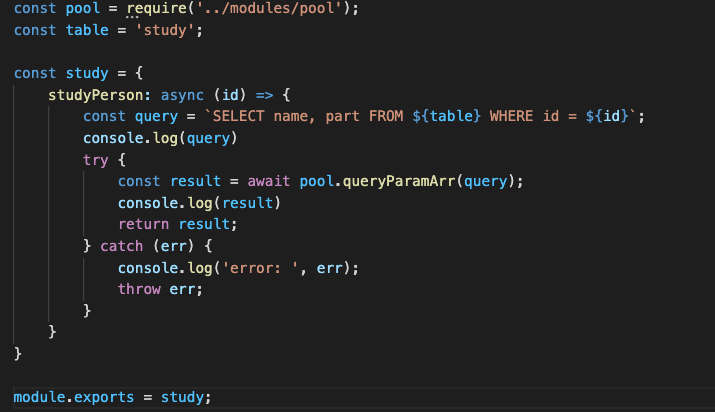 const pool = require('../modules/pool');
const table = 'study';
const study = {
studyPerson: async (id) => {
const query = `SELECT name, part FROM ${table} WHERE id = ${id}`;
console.log(query)
try {
const result = await pool.queryParamArr(query);
console.log(result)
return result;
} catch (err) {
console.log('error: ', err);
throw err;
}
}
}
module.exports = study;